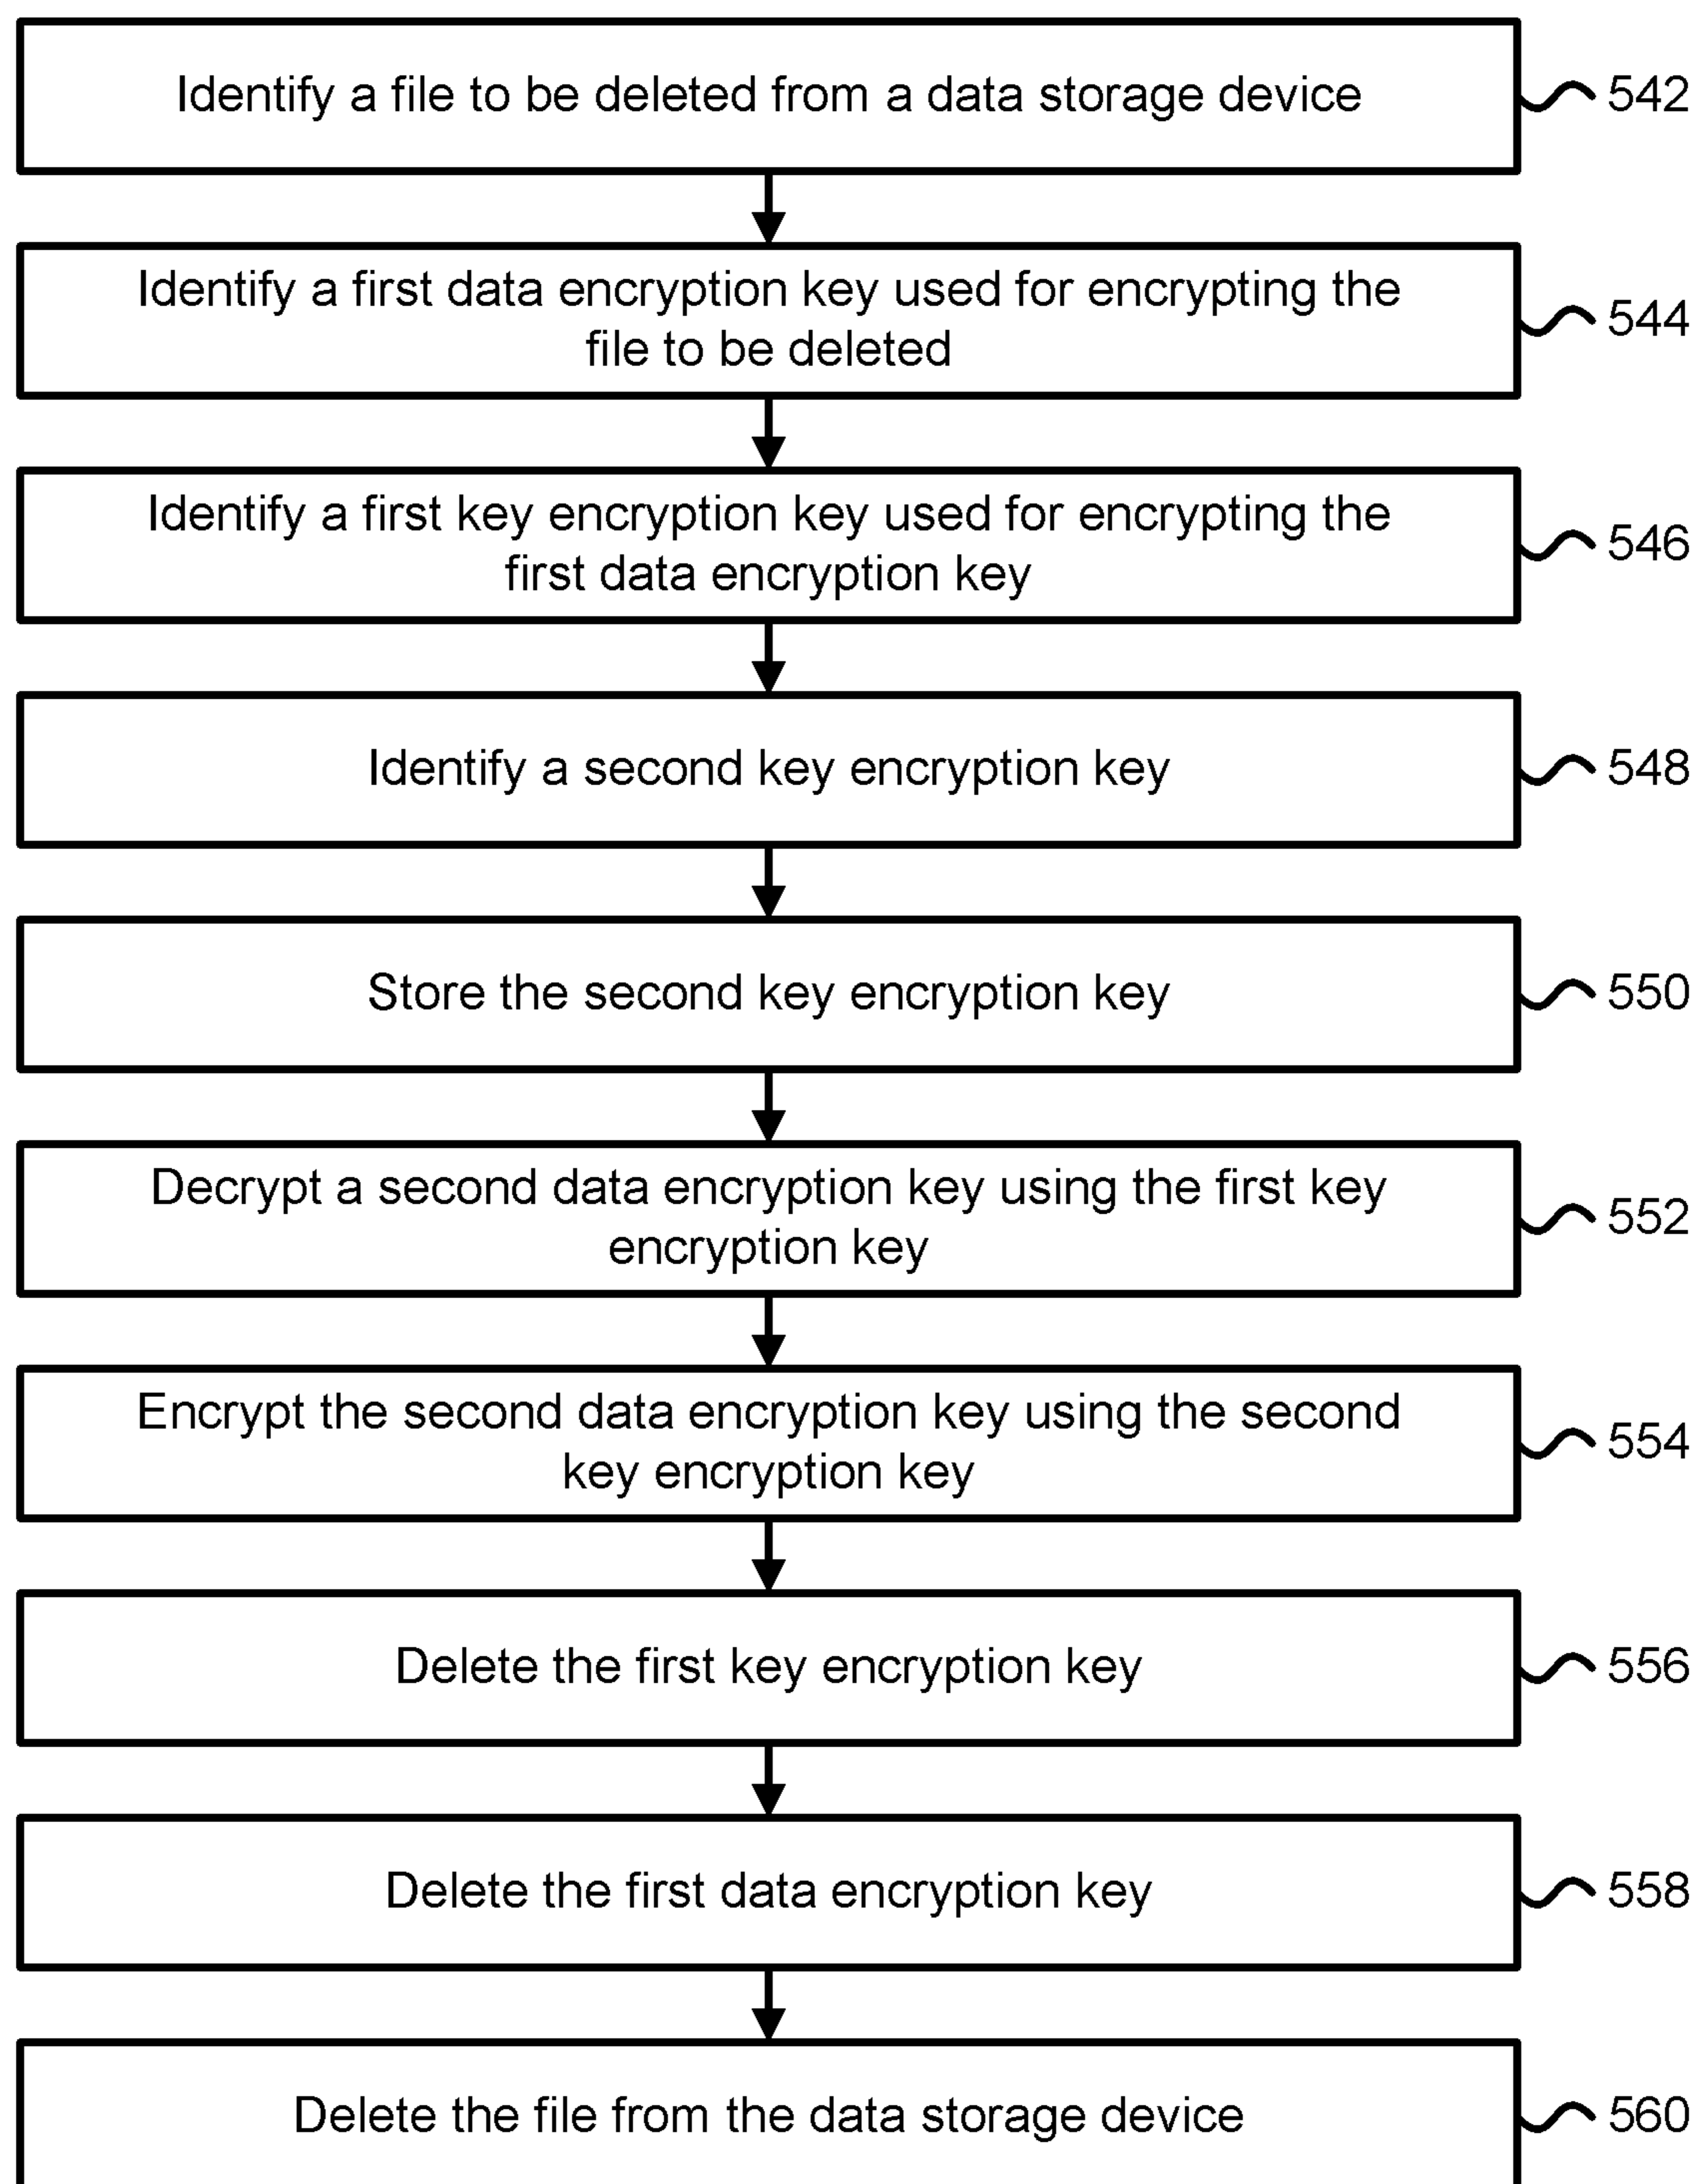 Identify a file to be deleted from a data storage device
542
Identify a first data encryption key used for encrypting the
file to be deleted
544
Identify a first key encryption key used for encrypting the
first data encryption key
546
Identify a second key encryption key
548
Store the second key encryption key
550
Decrypt a second data encryption key using the first key
encryption key
552
Encrypt the second data encryption key using the second
key encryption key
554
Delete the first key encryption key
556
Delete the first data encryption key
558
Delete the file from the data storage device
560